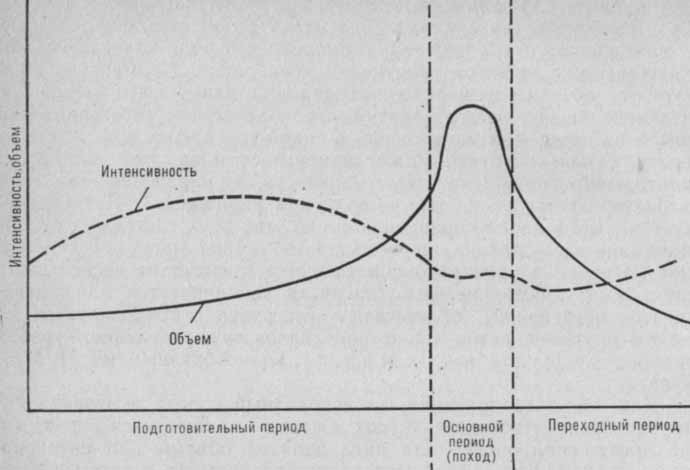 Интенсивность, объем
Интенсивность
Объем
Подготовительный период
Основной
период
(поход)
Переходный период